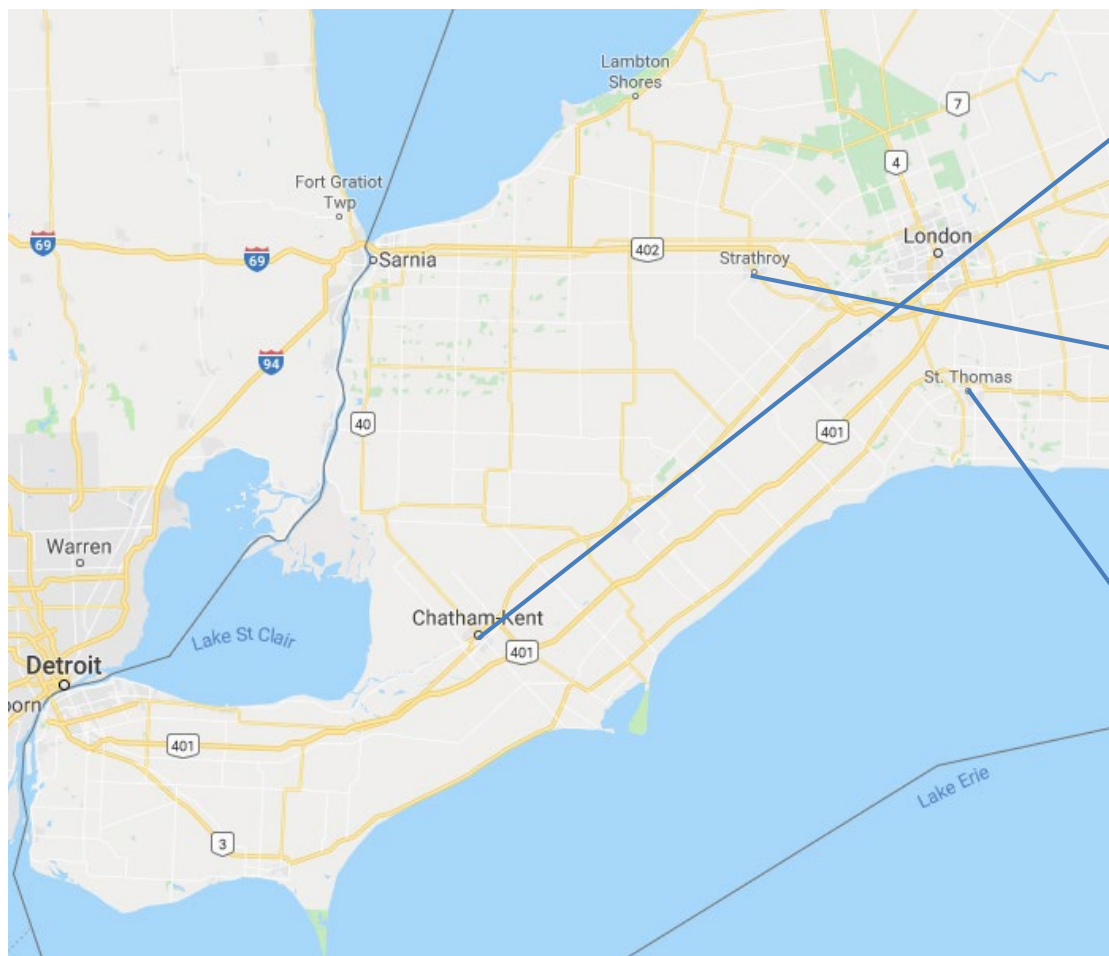 Lambton
Shores
7
4
Fort Gratiot
Twp
69
69
Sarnia
402
London
Strathroy
94
St. Thomas
40
401
Warren
Chatham-Kent
Lake St Clair
401
Detroit
born
401
Lake Erie
3